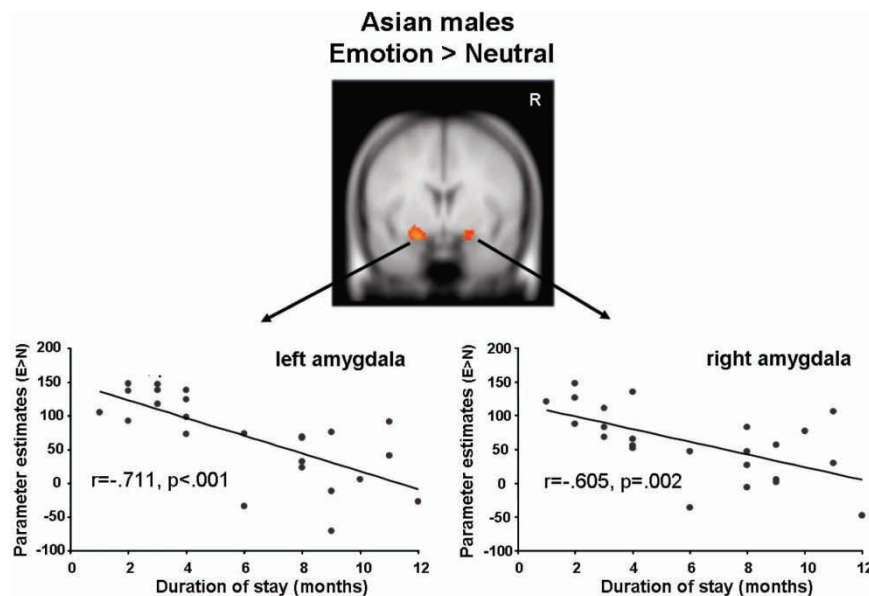 Asian males
Emotion > Neutral
R
left amygdala
Parameter estimates (E>N)
200
150
100
50
0
-50
-100
r=-.711, p<.001
0 2 4 6 8 10 12
Duration of stay (months)
right amygdala
Parameter estimates (E>N)
200
150
100
50
0
-50
-100
r=-.605, p=.002
0 2 4 6 8 10 12
Duration of stay (months)